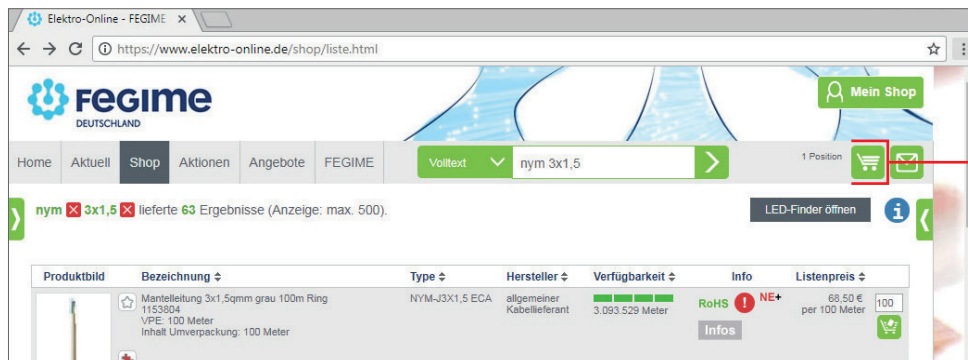 Elektro-Online - FEGIME
https://www.elektro-online.de/shop/liste.html
FEGIME
DEUTSCHLAND
Mein Shop
Home Aktuell Shop Aktionen Angebote FEGIME Volltext nym 3x1,5 1 Position
nym 3x1,5 lieferte 63 Ergebnisse (Anzeige: max. 500). LED-Finder öffnen i
Produktbild Bezeichnung Type Hersteller Verfügbarkeit Info Listenpreis
Mantelleitung 3x1,5qmm grau 100m Ring NYM-J3X1,5 ECA allgemeiner RoHS ! NE+ 68,50 € 100
1153804 Kabellieferant 3.093.529 Meter per 100 Meter
VPE: 100 Meter
Inhalt Umverpackung: 100 Meter Infos